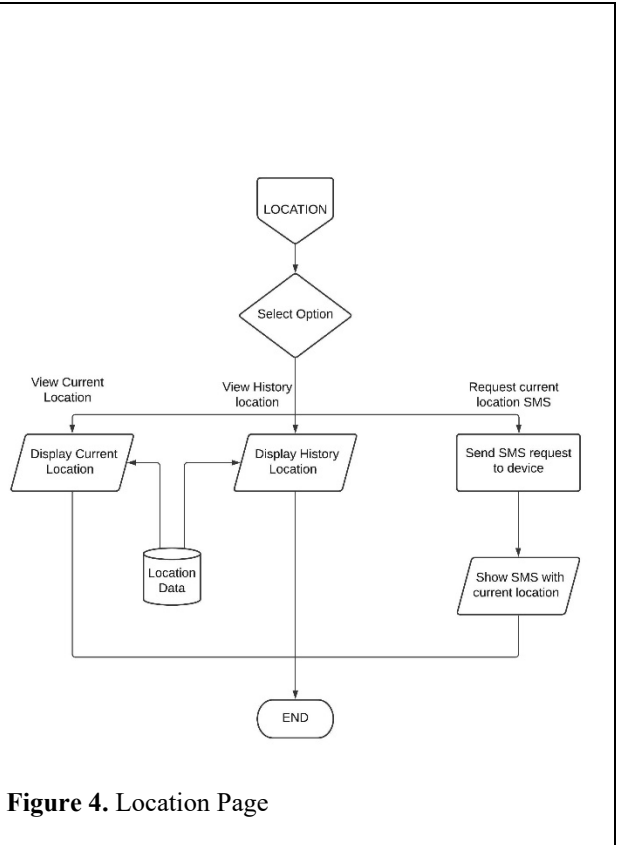 LOCATION
Select Option
View Current
Location
View History
location
Request current
location SMS
Display Current
Location
Display History
Location
Send SMS request
to device
Location
Data
Show SMS with
current location
END
Figure 4. Location Page